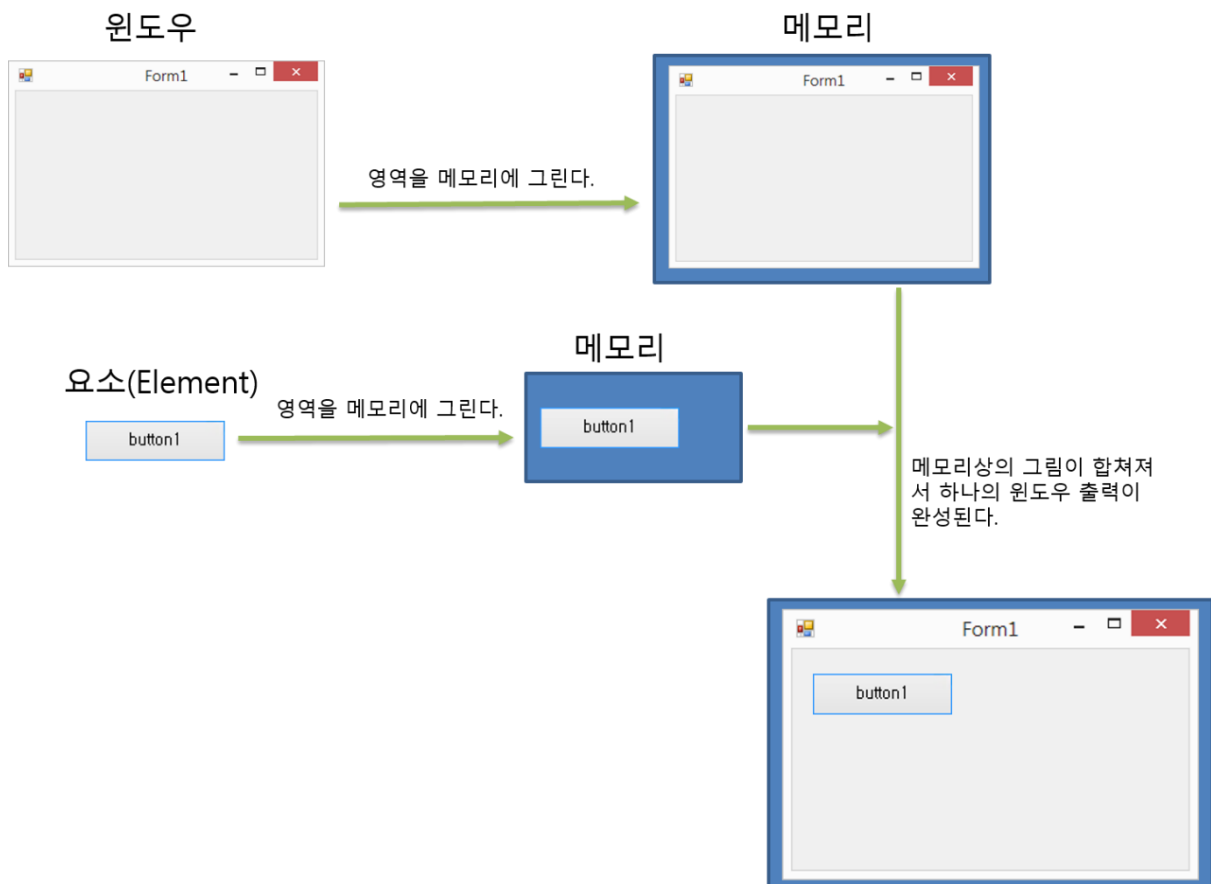 윈도우
메모리
Form1
Form1
영역을 메모리에 그린다.
메모리
요소(Element)
영역을 메모리에 그린다.
button1
button1
메모리상의 그림이 합쳐져
서 하나의 윈도우 출력이
완성된다.
Form1
button1